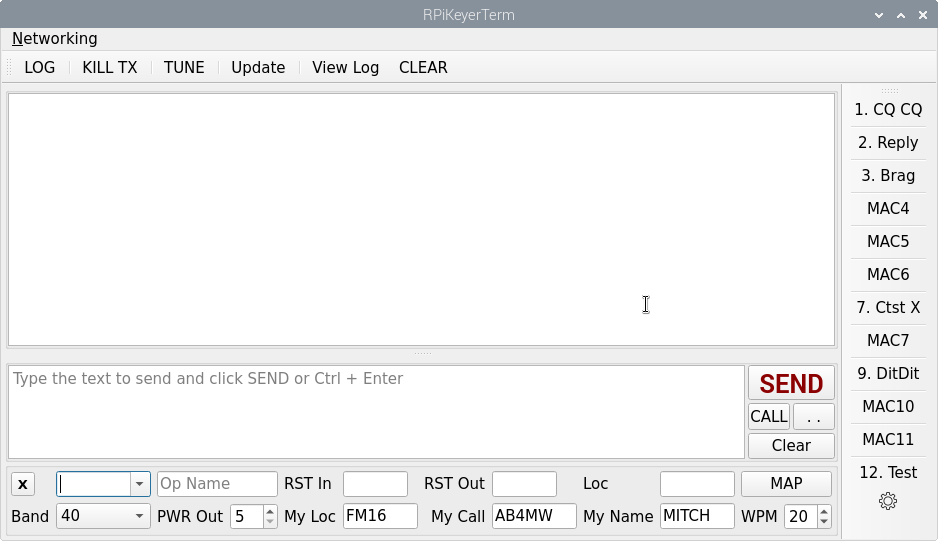 RPiKeyerTerm
Networking
LOG KILL TX TUNE Update View Log CLEAR
1. CQ CQ
2. Reply
3. Brag
MAC4
MAC5
MAC6
7. Ctst X
MAC7
9. DitDit
MAC10
MAC11
12. Test
Type the text to send and click SEND or Ctrl + Enter
SEND
CALL . .
Clear
x Op Name RST In RST Out Loc MAP
Band 40 PWR Out 5 My Loc FM16 My Call AB4MW My Name MITCH WPM 20